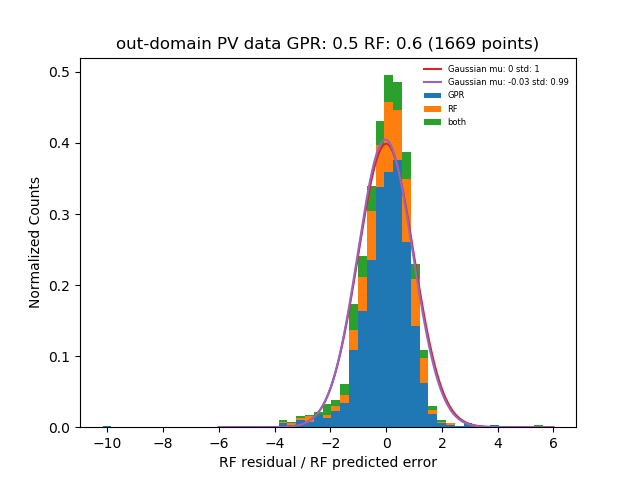 out-domain PV data GPR: 0.5 RF: 0.6 (1669 points)
Gaussian mu: 0 std: 1
Gaussian mu: -0.03 std: 0.99
GPR
RF
both
Normalized Counts
0.5
0.4
0.3
0.2
0.1
0.0
−10 −8 −6 −4 −2 0 2 4 6
RF residual / RF predicted error